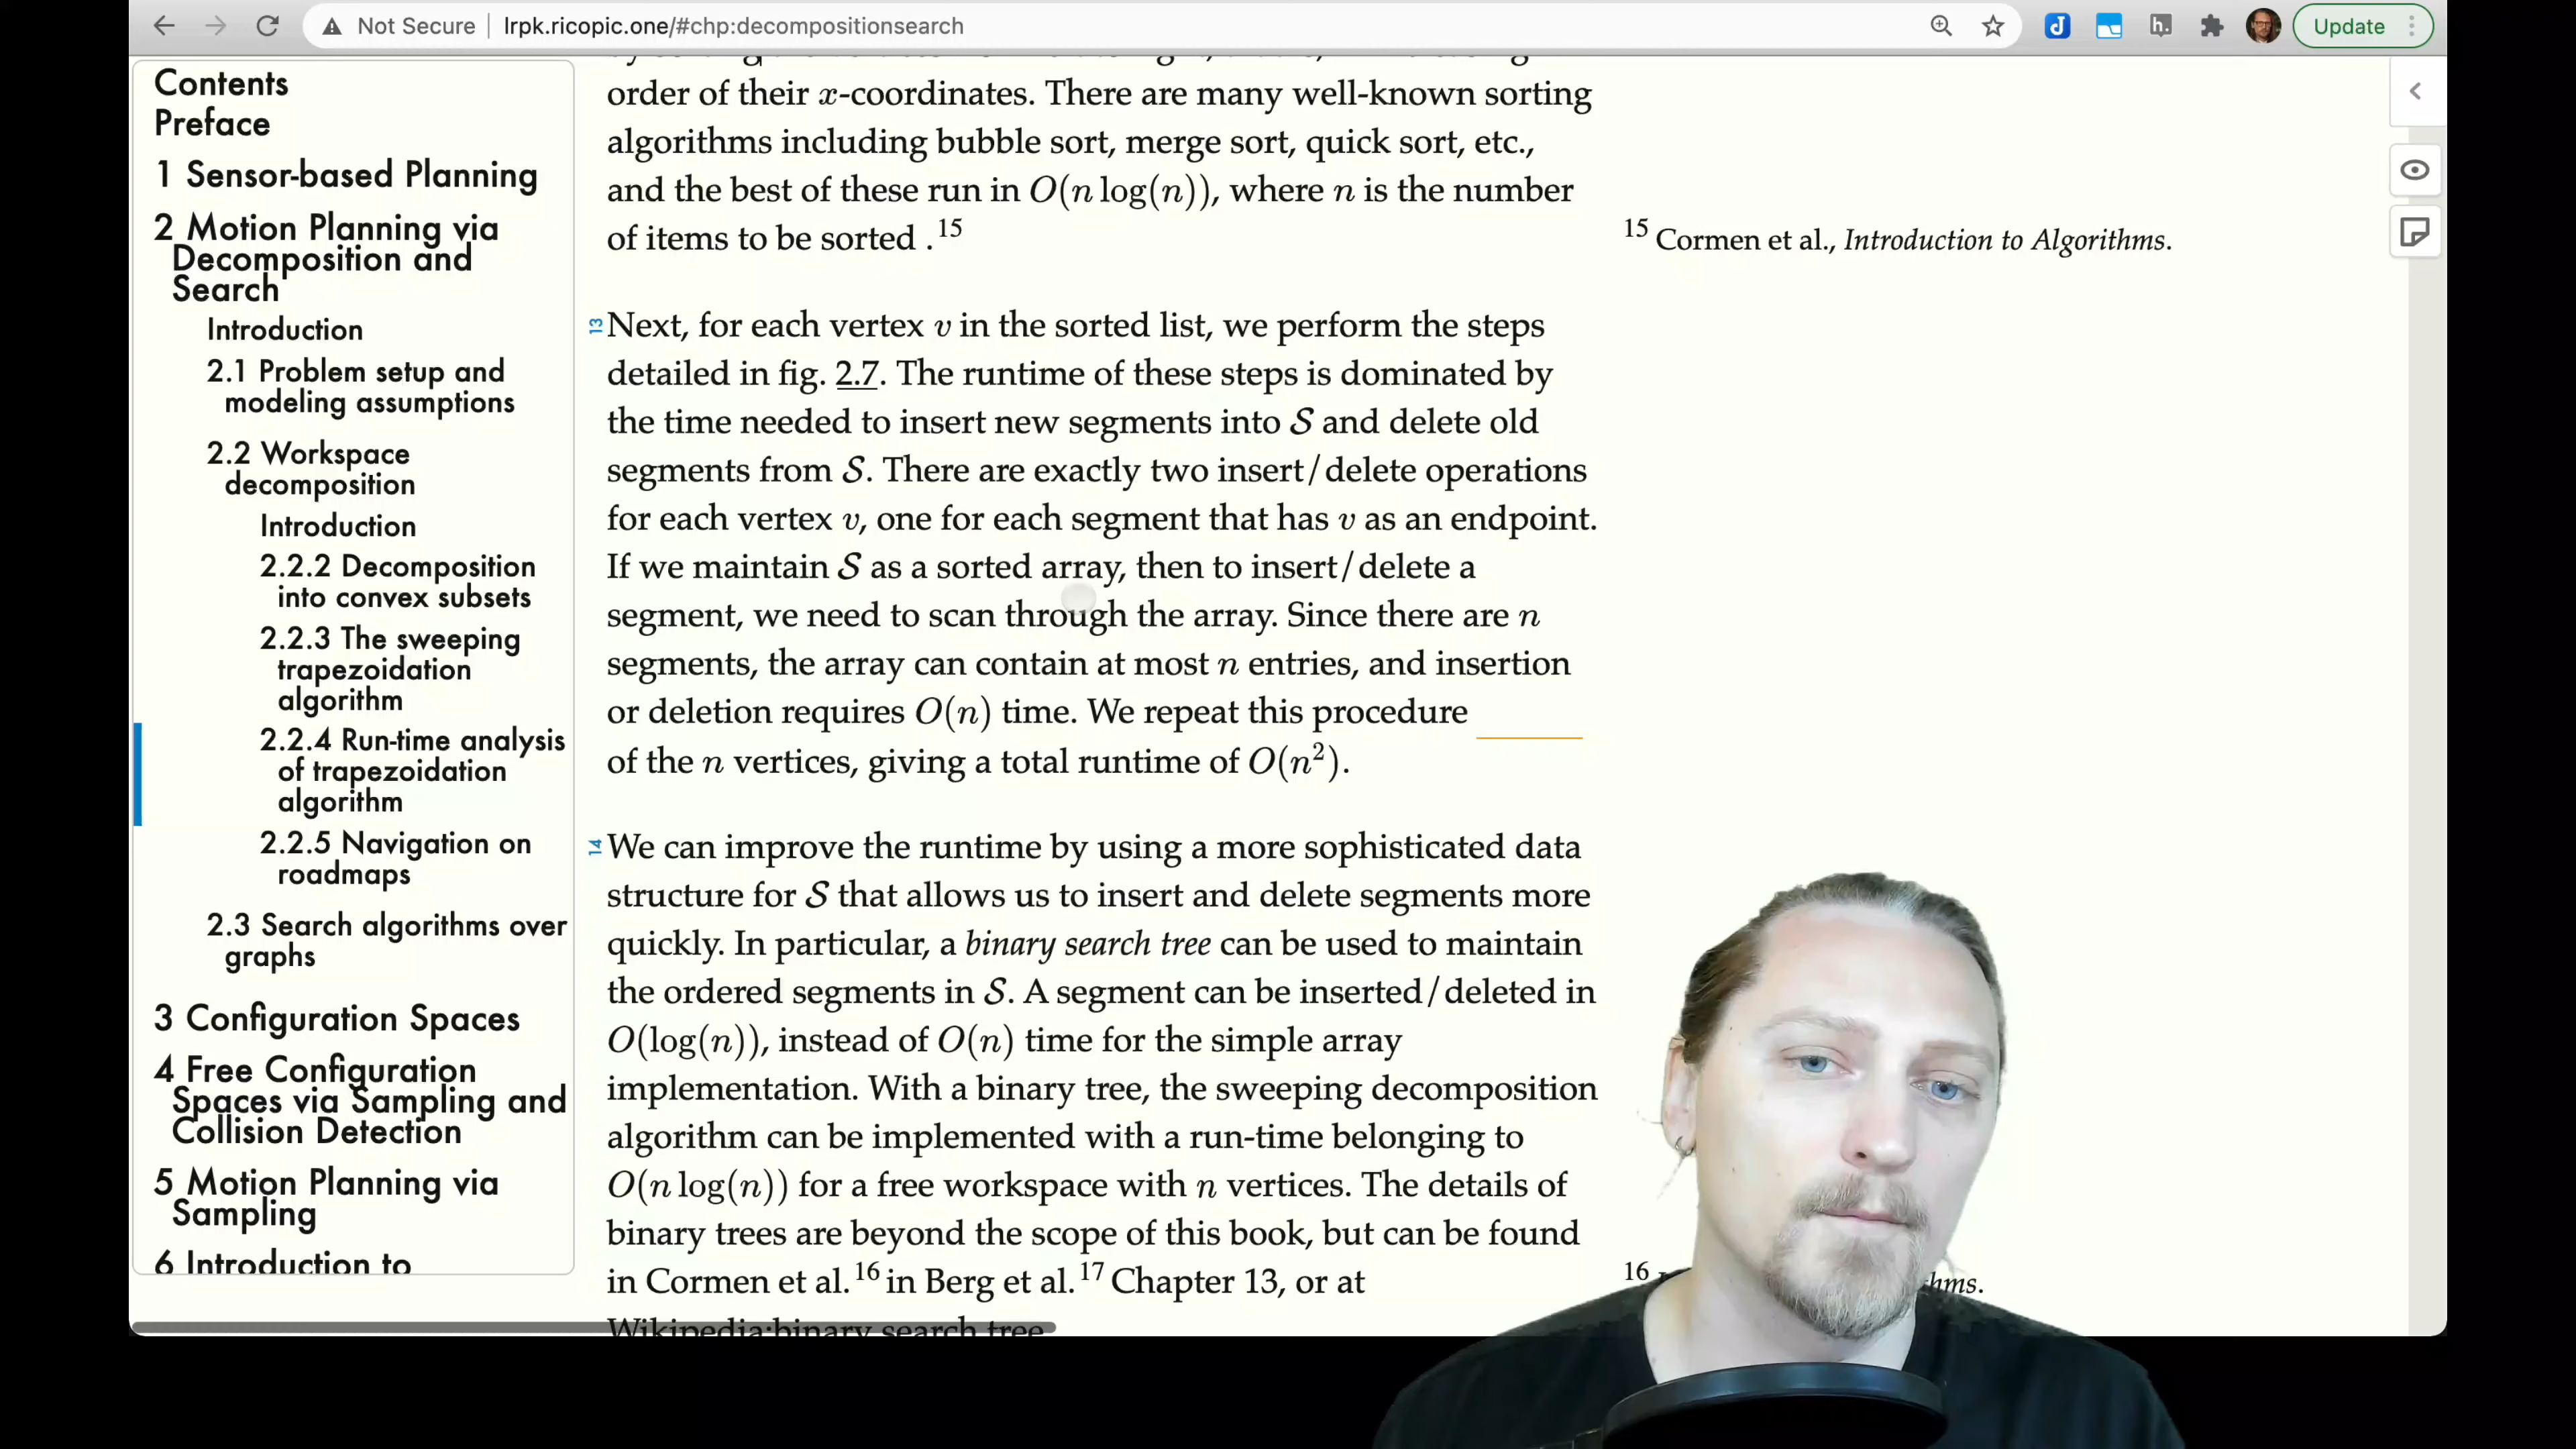 Not Secure
lrpk.ricopic.one/#chp:decompositionsearch
Update
Contents
Preface
1 Sensor-based Planning
2 Motion Planning via
Decomposition and
Search
Introduction
2.1 Problem setup and
modeling assumptions
2.2 Workspace
decomposition
Introduction
2.2.2 Decomposition
into convex subsets
2.2.3 The sweeping
trapezoidation
algorithm
2.2.4 Run-time analysis
of trapezoidation
algorithm
2.2.5 Navigation on
roadmaps
2.3 Search algorithms over
graphs
3 Configuration Spaces
4 Free Configuration
Spaces via Sampling and
Collision Detection
5 Motion Planning via
Sampling
6 Introduction to
order of their x-coordinates. There are many well-known sorting
algorithms including bubble sort, merge sort, quick sort, etc.,
and the best of these run in O(n log(n)), where n is the number
of items to be sorted .¹⁵
¹⁵ Cormen et al., Introduction to Algorithms.
13 Next, for each vertex v in the sorted list, we perform the steps
detailed in fig. 2.7. The runtime of these steps is dominated by
the time needed to insert new segments into S and delete old
segments from S. There are exactly two insert/delete operations
for each vertex v, one for each segment that has v as an endpoint.
If we maintain S as a sorted array, then to insert/delete a
segment, we need to scan through the array. Since there are n
segments, the array can contain at most n entries, and insertion
or deletion requires O(n) time. We repeat this procedure
of the n vertices, giving a total runtime of O(n²).
14 We can improve the runtime by using a more sophisticated data
structure for S that allows us to insert and delete segments more
quickly. In particular, a binary search tree can be used to maintain
the ordered segments in S. A segment can be inserted/deleted in
O(log(n)), instead of O(n) time for the simple array
implementation. With a binary tree, the sweeping decomposition
algorithm can be implemented with a run-time belonging to
O(n log(n)) for a free workspace with n vertices. The details of
binary trees are beyond the scope of this book, but can be found
in Cormen et al.¹⁶ in Berg et al.¹⁷ Chapter 13, or at
Wikipedia:binary search tree
¹⁶